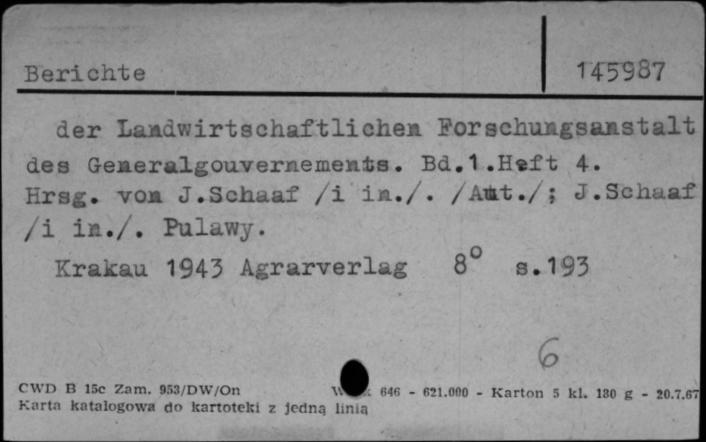 Berichte
145987
der Landwirtschaftlichen Forschungsanstalt
des Generalgouvernements. Bd.1.Heft 4.
Hrsg. von J.Schaaf /i in./. /Aut./; J.Schaaf
/i in./. Pulawy.
Krakau 1943 Agrarverlag 8° s.193
6
CWD B 15c Zam. 953/DW/On 646 - 621.000 - Karton 5 kl. 180 g - 20.7.67
Karta katalogowa do kartoteki z jedną linią